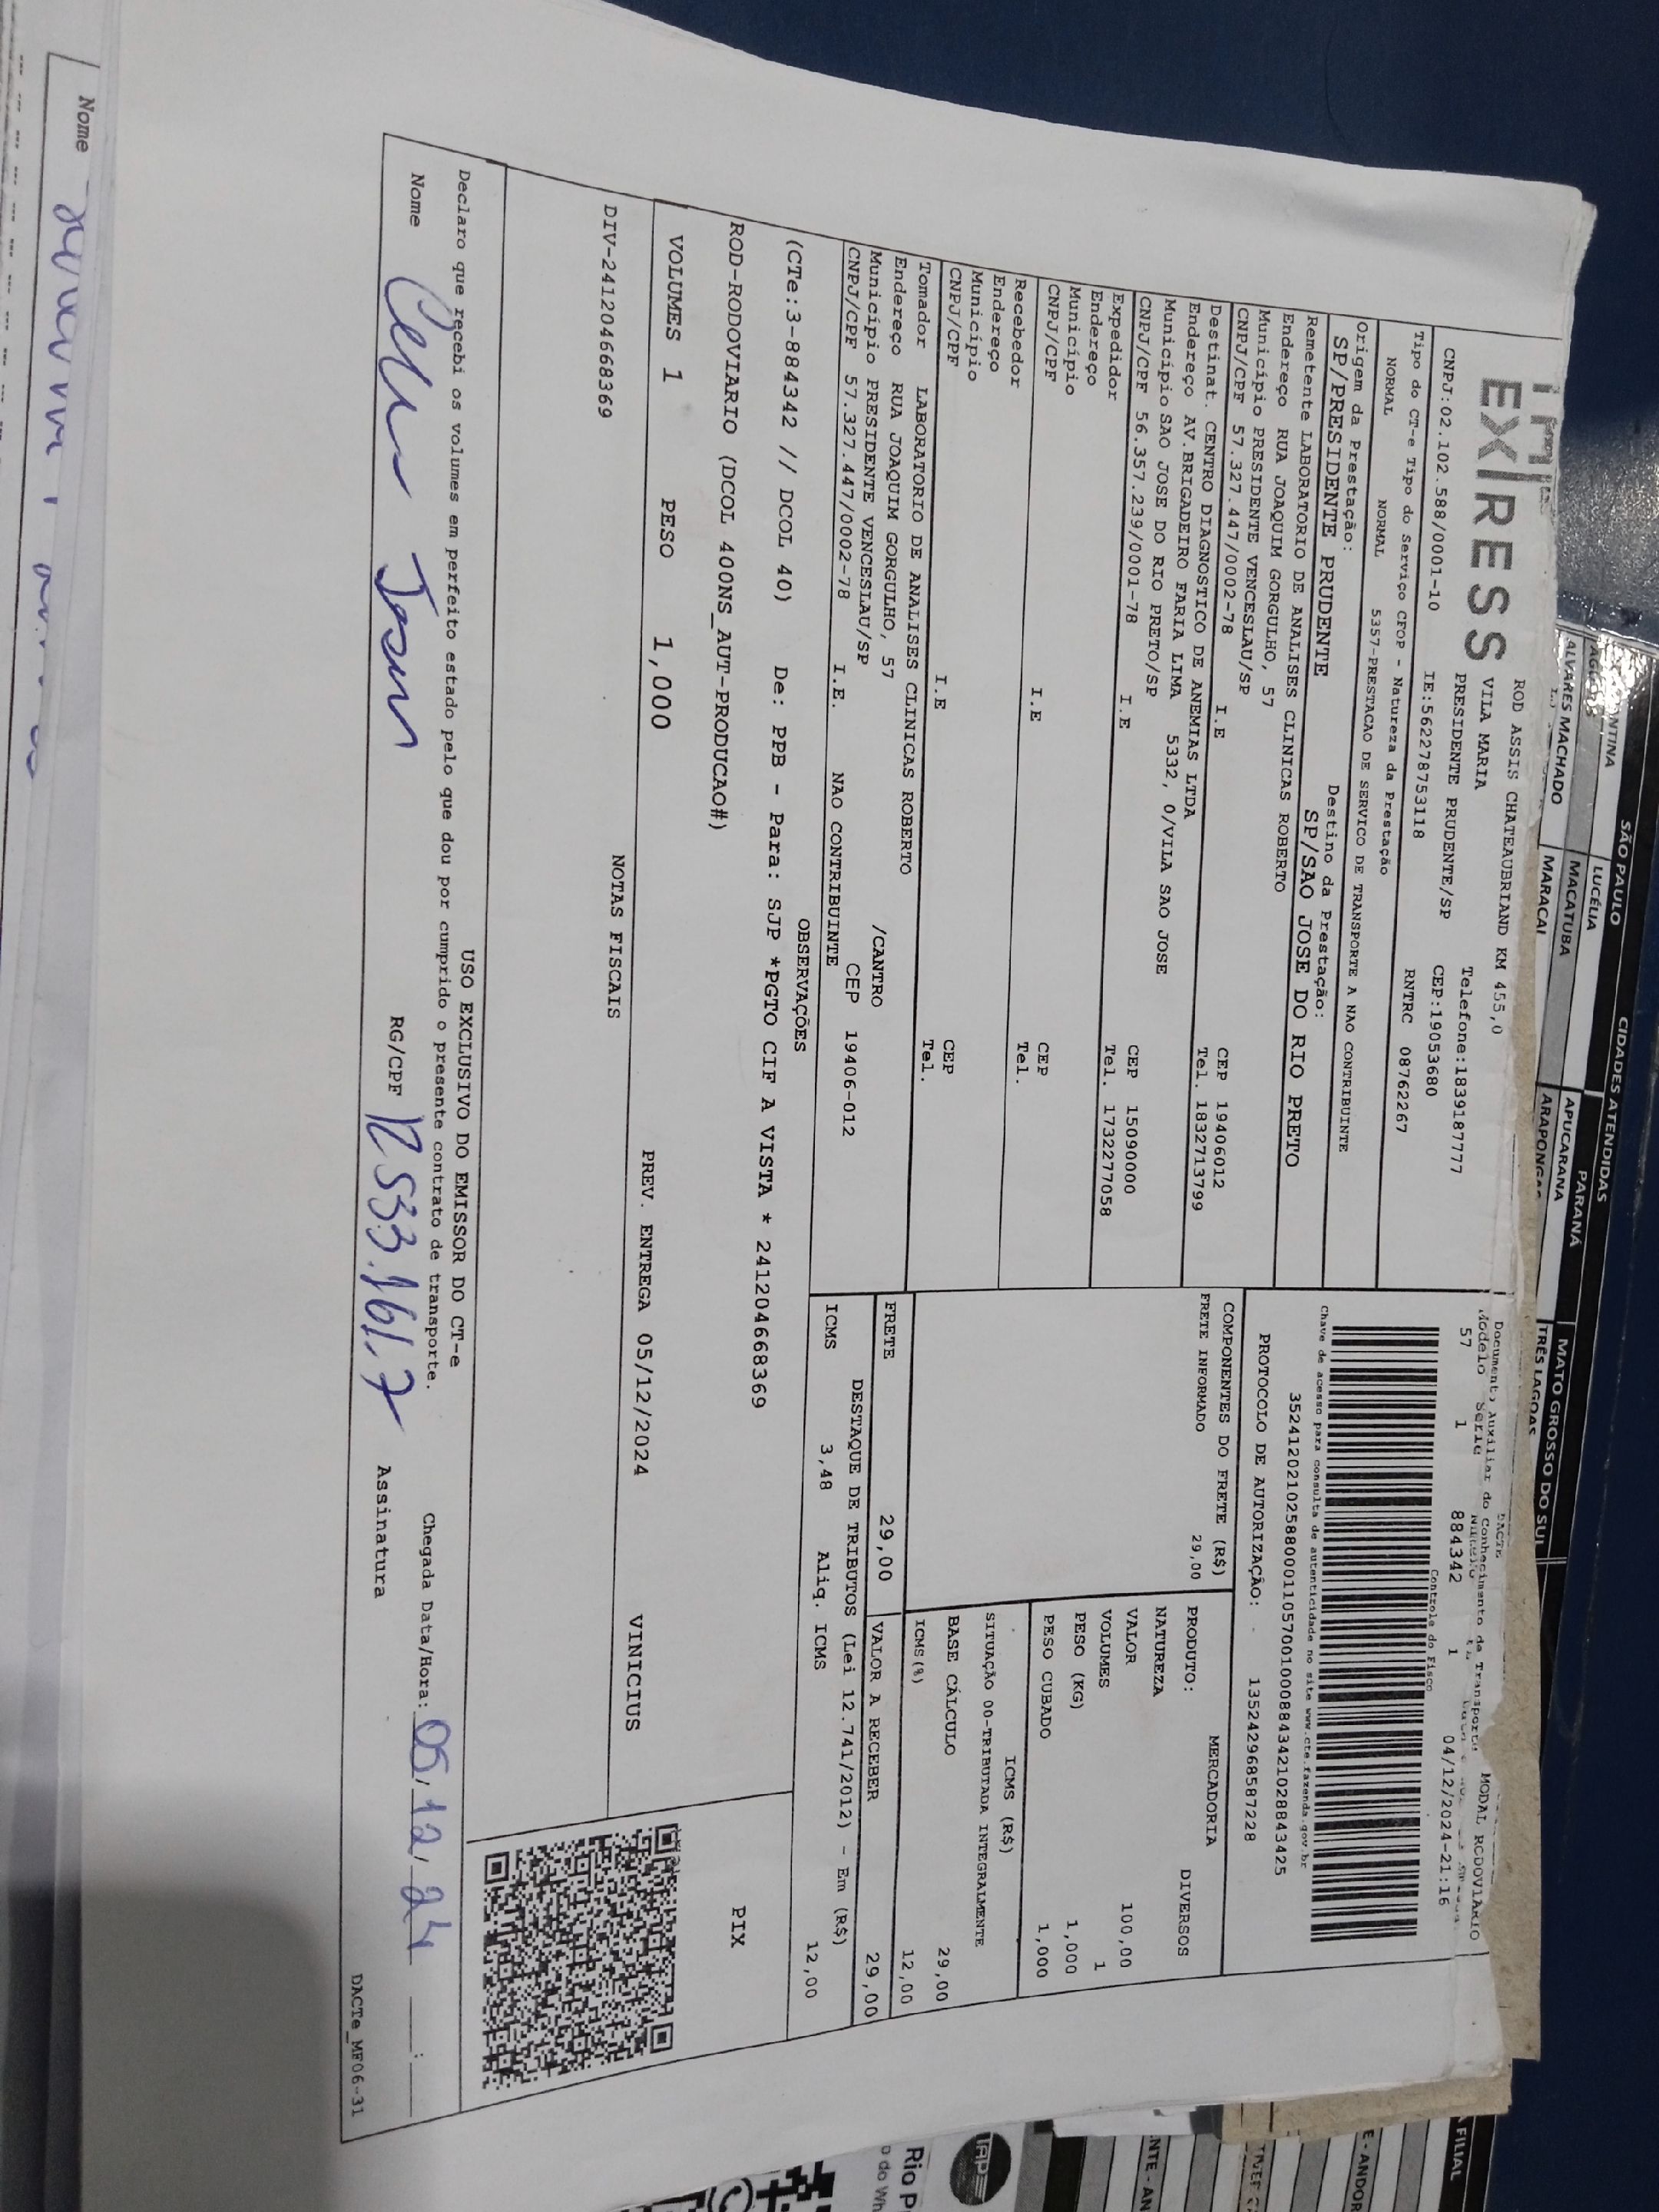 EX/RESS
ROD ASSIS CHATEAUBRIAND KM 455,0
VILA MARIA
PRESIDENTE PRUDENTE/SP
Telefone:1839187777
CEP:19053680
CNPJ:02.102.588/0001-10 IE:562278753118 RNTRC 08762267
Tipo do CT-e Tipo do Serviço CFOP - Natureza da Prestação
NORMAL NORMAL 5357-PRESTACAO DE SERVICO DE TRANSPORTE A NAO CONTRIBUINTE
Origem da Prestação: Destino da Prestação:
SP/PRESIDENTE PRUDENTE SP/SAO JOSE DO RIO PRETO
Remetente LABORATORIO DE ANALISES CLINICAS ROBERTO
Endereço RUA JOAQUIM GORGULHO, 57
Município PRESIDENTE VENCESLAU/SP CEP 19406012
CNPJ/CPF 57.327.447/0002-78 I.E Tel. 1832713799
Destinat. CENTRO DIAGNOSTICO DE ANEMIAS LTDA
Endereço AV.BRIGADEIRO FARIA LIMA 5332, 0/VILA SAO JOSE
Município SAO JOSE DO RIO PRETO/SP CEP 15090000
CNPJ/CPF 56.357.239/0001-78 I.E Tel. 1732277058
Expedidor
Endereço
Município CEP
CNPJ/CPF I.E Tel.
Recebedor
Endereço
Município CEP
CNPJ/CPF I.E Tel.
Tomador LABORATORIO DE ANALISES CLINICAS ROBERTO
Endereço RUA JOAQUIM GORGULHO, 57 /CANTRO
Município PRESIDENTE VENCESLAU/SP CEP 19406-012
CNPJ/CPF 57.327.447/0002-78 I.E. NAO CONTRIBUINTE
Documento Auxiliar do Conhecimento de Transporte MODAL RODOVIARIO
Modelo Serie
57 1 884342 1 04/12/2024-21:16
Controle do Fisco
Chave de acesso para consulta de autenticidade no site www.cte.fazenda.gov.br
35241202102588000110570010008843421028843425
PROTOCOLO DE AUTORIZAÇÃO: 135242968587228
COMPONENTES DO FRETE (R$)
FRETE INFORMADO 29,00
MERCADORIA
PRODUTO: DIVERSOS
NATUREZA
VALOR 100,00
VOLUMES 1
PESO (KG) 1,000
PESO CUBADO 1,000
ICMS (R$)
SITUAÇÃO 00-TRIBUTADA INTEGRALMENTE
BASE CÁLCULO 29,00
ICMS(%) 12,00
FRETE 29,00 VALOR A RECEBER 29,00
DESTAQUE DE TRIBUTOS (Lei 12.741/2012) - Em (R$)
ICMS 3,48 Aliq. ICMS 12,00
OBSERVAÇÕES
(CTe:3-884342 // DCOL 40) De: PPB - Para: SJP *PGTO CIF A VISTA * 241204668369
ROD-RODOVIARIO (DCOL 400NS_AUT-PRODUCAO#)
PIX
VOLUMES 1 PESO 1,000 PREV. ENTREGA 05/12/2024 VINICIUS
NOTAS FISCAIS
DIV-241204668369
USO EXCLUSIVO DO EMISSOR DO CT-e
Declaro que recebi os volumes em perfeito estado pelo que dou por cumprido o presente contrato de transporte. Chegada Data/Hora: 05/12/24 __:__
Nome RG/CPF 12533.161,7 Assinatura
DACTe_MF06-31
Nome
SÃO PAULO CIDADES ATENDIDAS PARANÁ MATO GROSSO DO SUL
LUCÉLIA APUCARANA TRÊS LAGOAS
ALVARES MACHADO MACATUBA ARAPONGAS
MARACAI
FILIAL